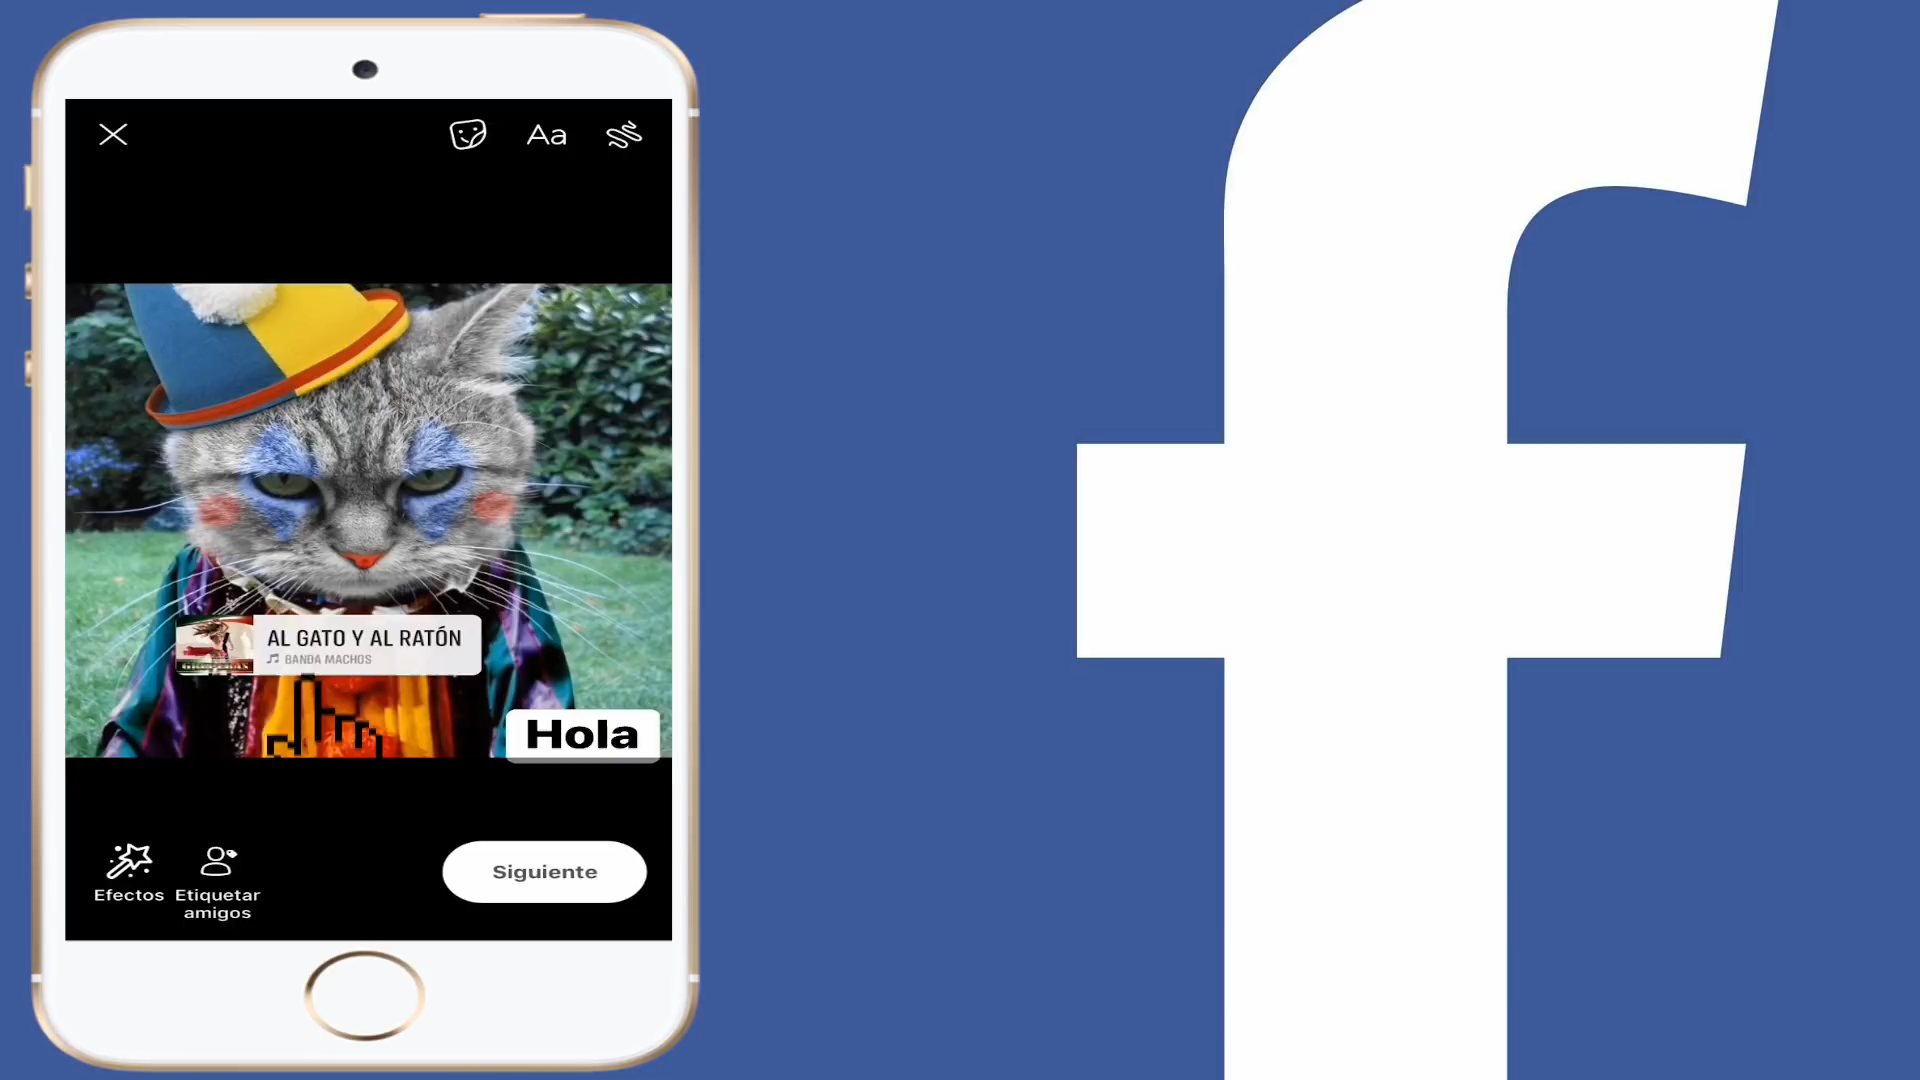 Aa
AL GATO Y AL RATÓN
BANDA MACHOS
Hola
Efectos
Etiquetar
amigos
Siguiente
f